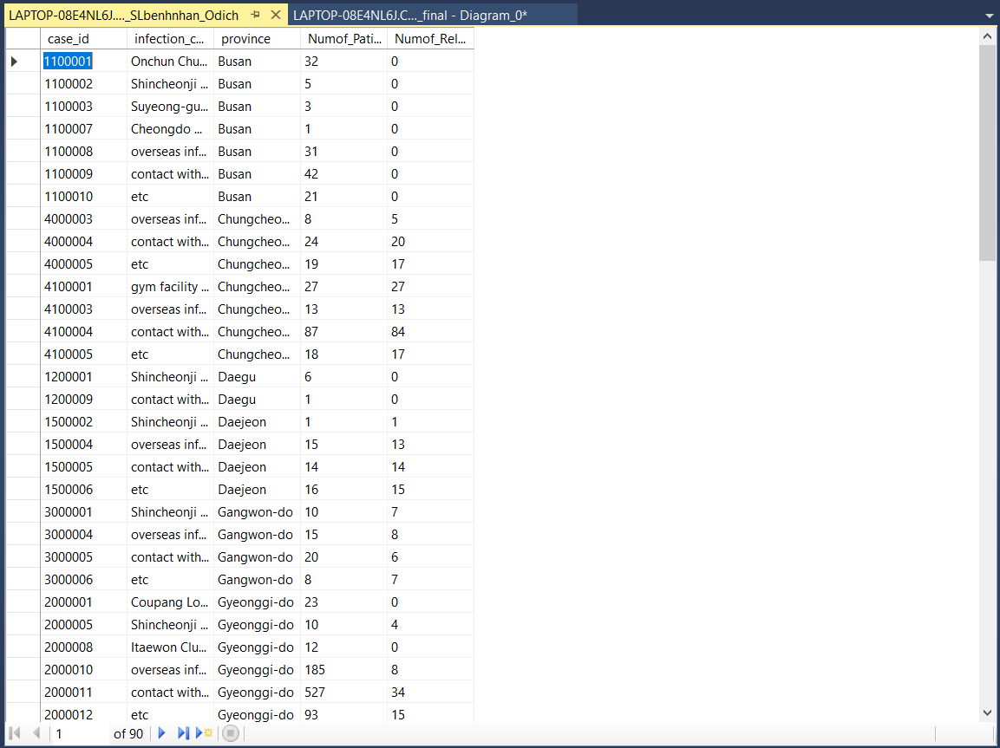 LAPTOP-08E4NL6J...._SLbenhnhan_Odich LAPTOP-08E4NL6J.C..._final - Diagram_0*
case_id infection_c... province Numof_Pati... Numof_Rel...
1100001 Onchun Chu... Busan 32 0
1100002 Shincheonji ... Busan 5 0
1100003 Suyeong-gu... Busan 3 0
1100007 Cheongdo ... Busan 1 0
1100008 overseas inf... Busan 31 0
1100009 contact with... Busan 42 0
1100010 etc Busan 21 0
4000003 overseas inf... Chungcheo... 8 5
4000004 contact with... Chungcheo... 24 20
4000005 etc Chungcheo... 19 17
4100001 gym facility ... Chungcheo... 27 27
4100003 overseas inf... Chungcheo... 13 13
4100004 contact with... Chungcheo... 87 84
4100005 etc Chungcheo... 18 17
1200001 Shincheonji ... Daegu 6 0
1200009 contact with... Daegu 1 0
1500002 Shincheonji ... Daejeon 1 1
1500004 overseas inf... Daejeon 15 13
1500005 contact with... Daejeon 14 14
1500006 etc Daejeon 16 15
3000001 Shincheonji ... Gangwon-do 10 7
3000004 overseas inf... Gangwon-do 15 8
3000005 contact with... Gangwon-do 20 6
3000006 etc Gangwon-do 8 7
2000001 Coupang Lo... Gyeonggi-do 23 0
2000005 Shincheonji ... Gyeonggi-do 10 4
2000008 Itaewon Clu... Gyeonggi-do 12 0
2000010 overseas inf... Gyeonggi-do 185 8
2000011 contact with... Gyeonggi-do 527 34
2000012 etc Gyeonggi-do 93 15
1 of 90